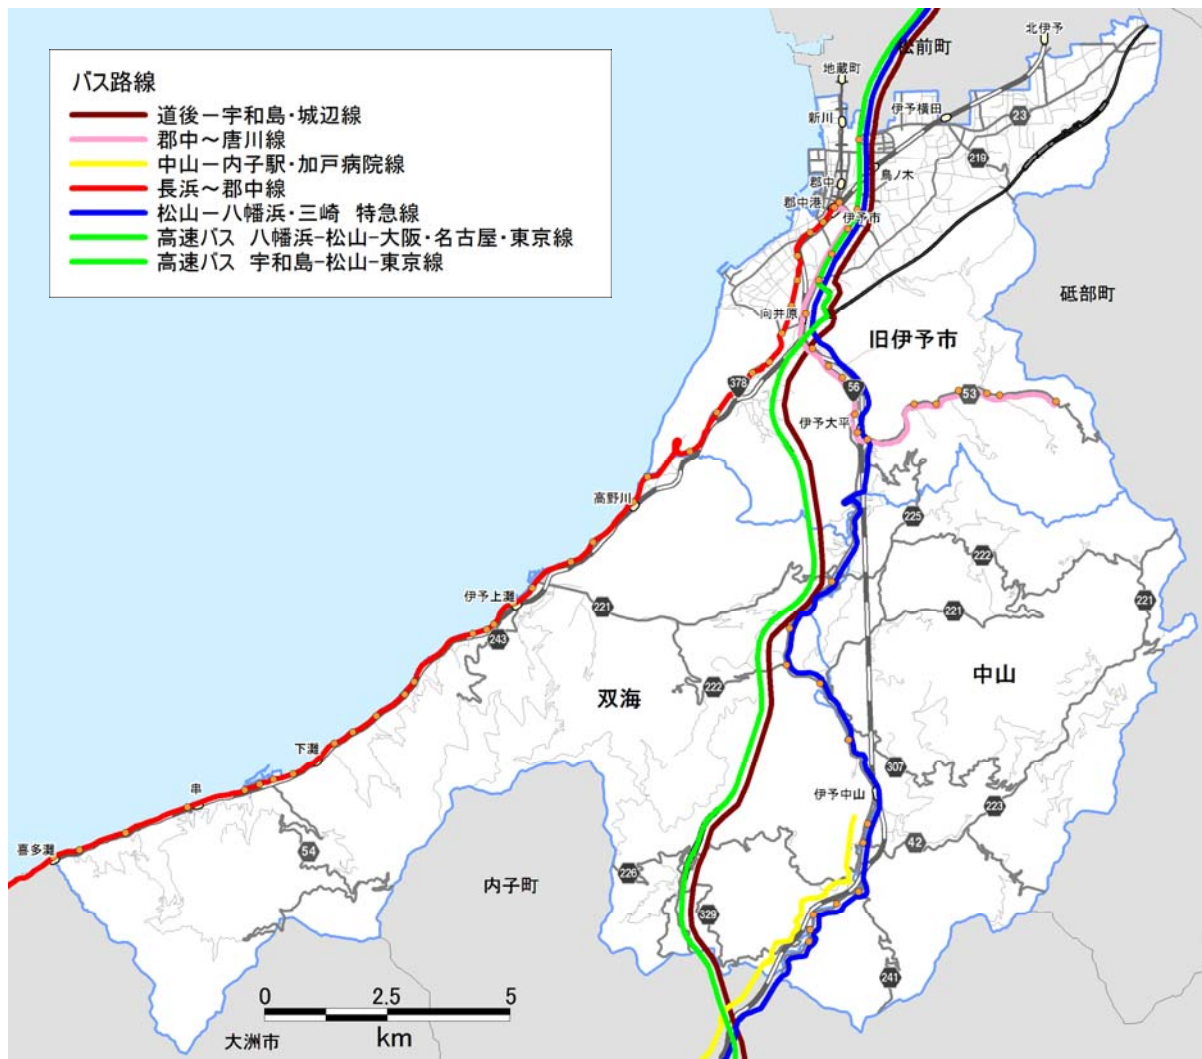 バス路線
道後－宇和島･城辺線
郡中～唐川線
中山－内子駅･加戸病院線
長浜～郡中線
松山－八幡浜･三崎 特急線
高速バス 八幡浜-松山-大阪･名古屋･東京線
高速バス 宇和島-松山-東京線
北伊予
松前町
地蔵町
新川
伊予横田
23
219
鳥ノ木
郡中
郡中港
伊予市
砥部町
向井原
旧伊予市
378
56
53
伊予大平
高野川
225
222
伊予上灘
221
221
221
243
222
中山
双海
下灘
307
串
伊予中山
223
喜多灘
54
42
226
内子町
329
241
0
2.5
5
km
大洲市